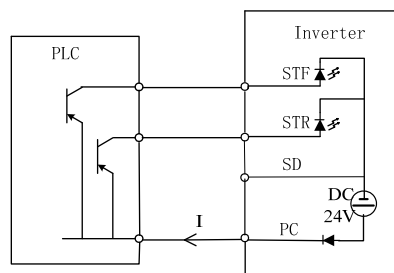 PLC
Inverter
STF
STR
SD
DC
24V
I
PC